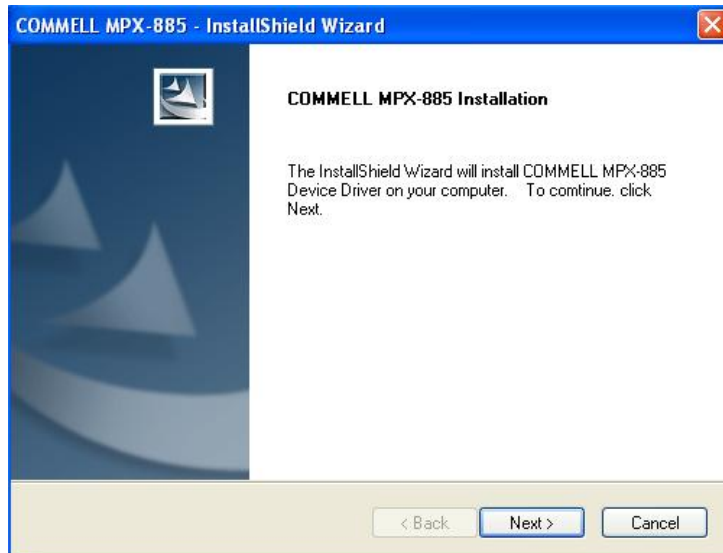 COMMELL MPX-885 - InstallShield Wizard
COMMELL MPX-885 Installation
The InstallShield Wizard will install COMMELL MPX-885
Device Driver on your computer. To comtinue. click
Next.
< Back Next > Cancel